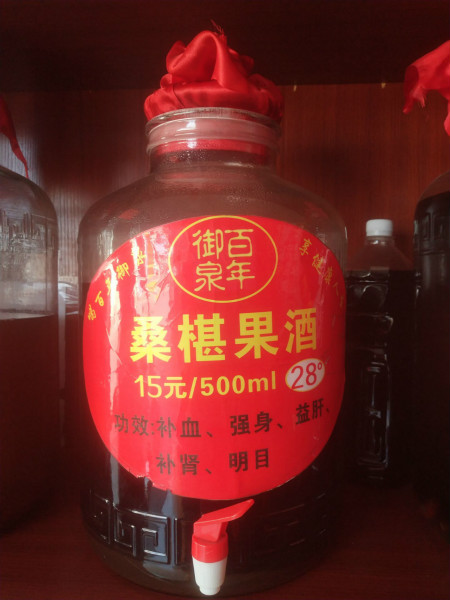 百年
御泉
桑椹果酒
15元/500ml 28°
功效:补血、强身、益肝、
补肾、明目